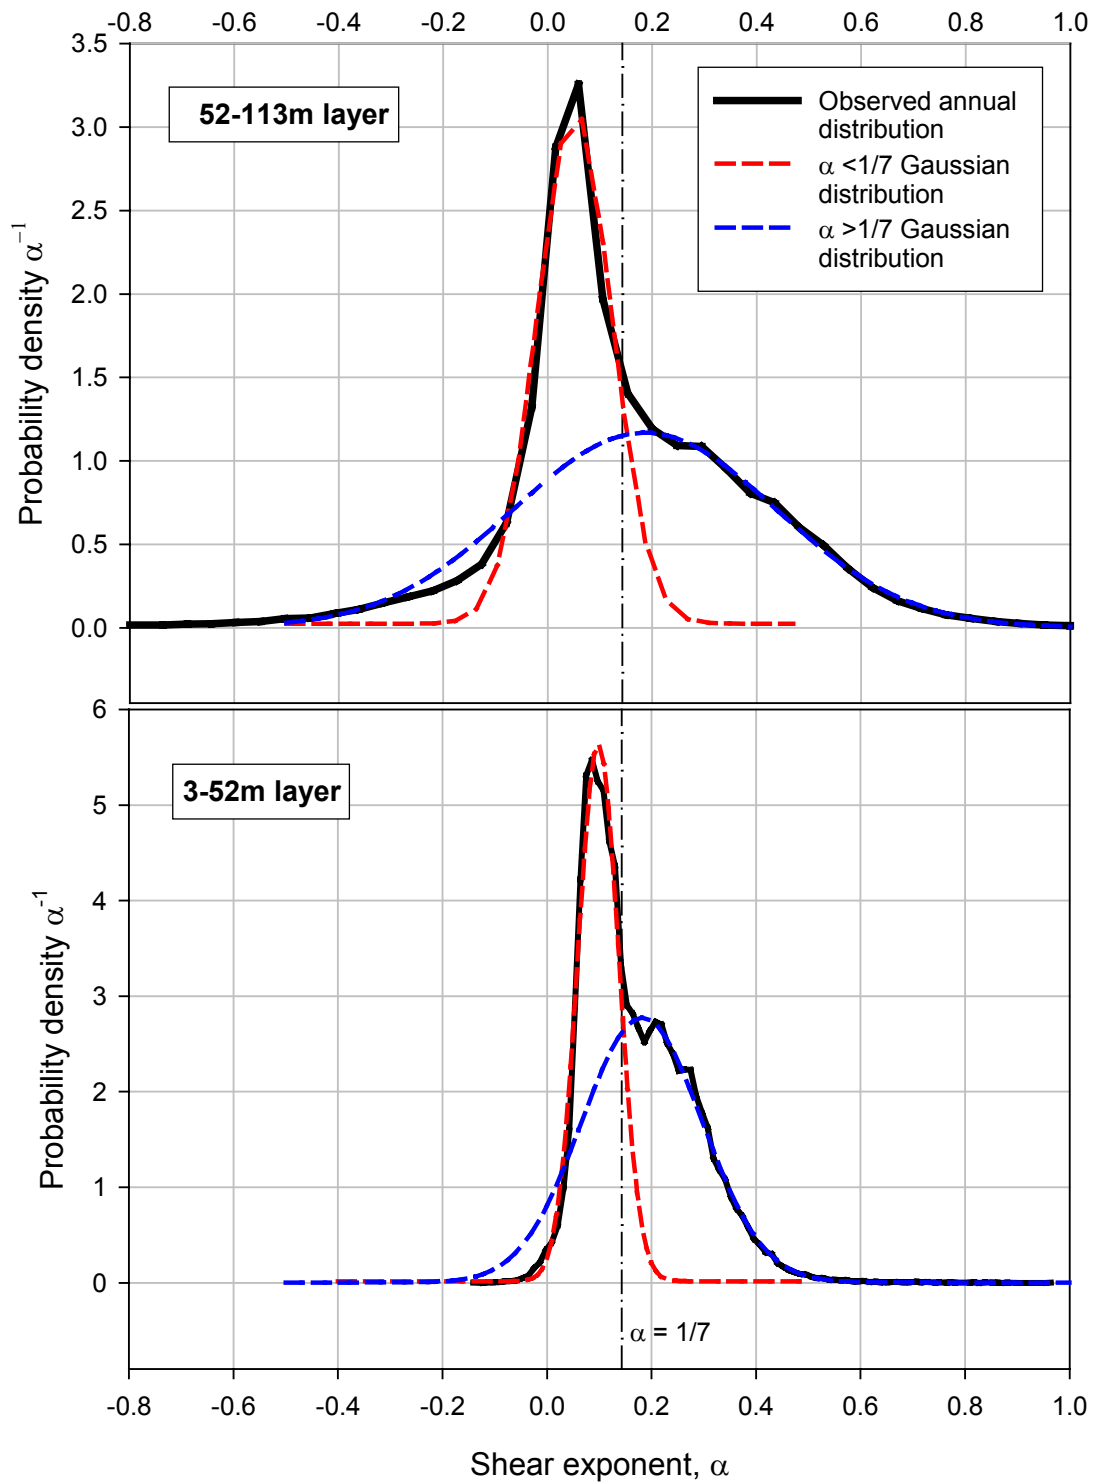 -0.8 -0.6 -0.4 -0.2 0.0 0.2 0.4 0.6 0.8 1.0
3.5
52-113m layer
Observed annual
distribution
α <1/7 Gaussian
distribution
α >1/7 Gaussian
distribution
3.0
2.5
2.0
1.5
1.0
0.5
0.0
Probability density α⁻¹
6
3-52m layer
5
4
3
2
1
0
Probability density α⁻¹
α = 1/7
-0.8 -0.6 -0.4 -0.2 0.0 0.2 0.4 0.6 0.8 1.0
Shear exponent, α